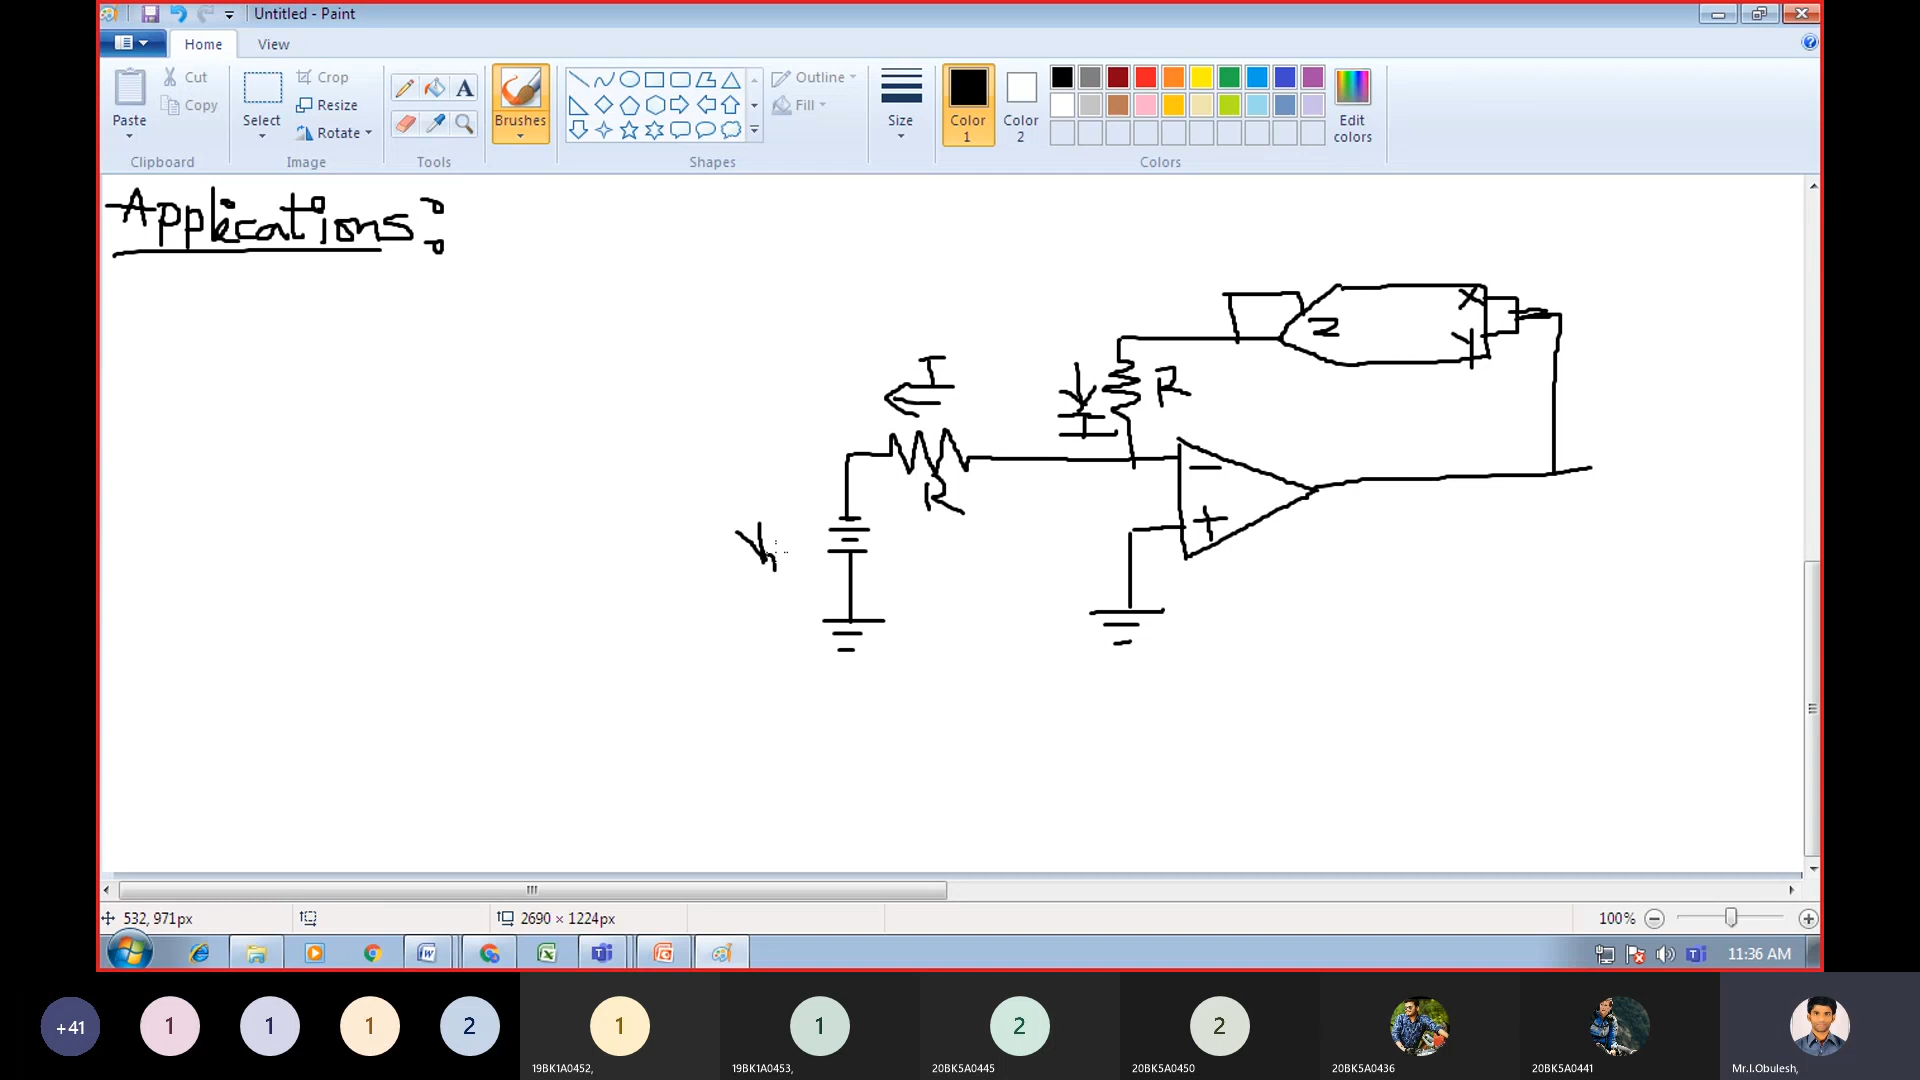 Untitled - Paint
Home View
Cut
Copy
Paste
Clipboard
Crop
Resize
Rotate
Select
Image
Tools
Brushes
Outline
Fill
Shapes
Size
Color 1
Color 2
Edit colors
Colors
Applications:
X
Z
Y
I
R
I
R
−
+
V
532, 971px
2690 × 1224px
100%
11:36 AM
+41 1 1 1 2 1 1 2 2
19BK1A0452, 19BK1A0453, 20BK5A0445 20BK5A0450 20BK5A0436 20BK5A0441 Mr.I.Obulesh,